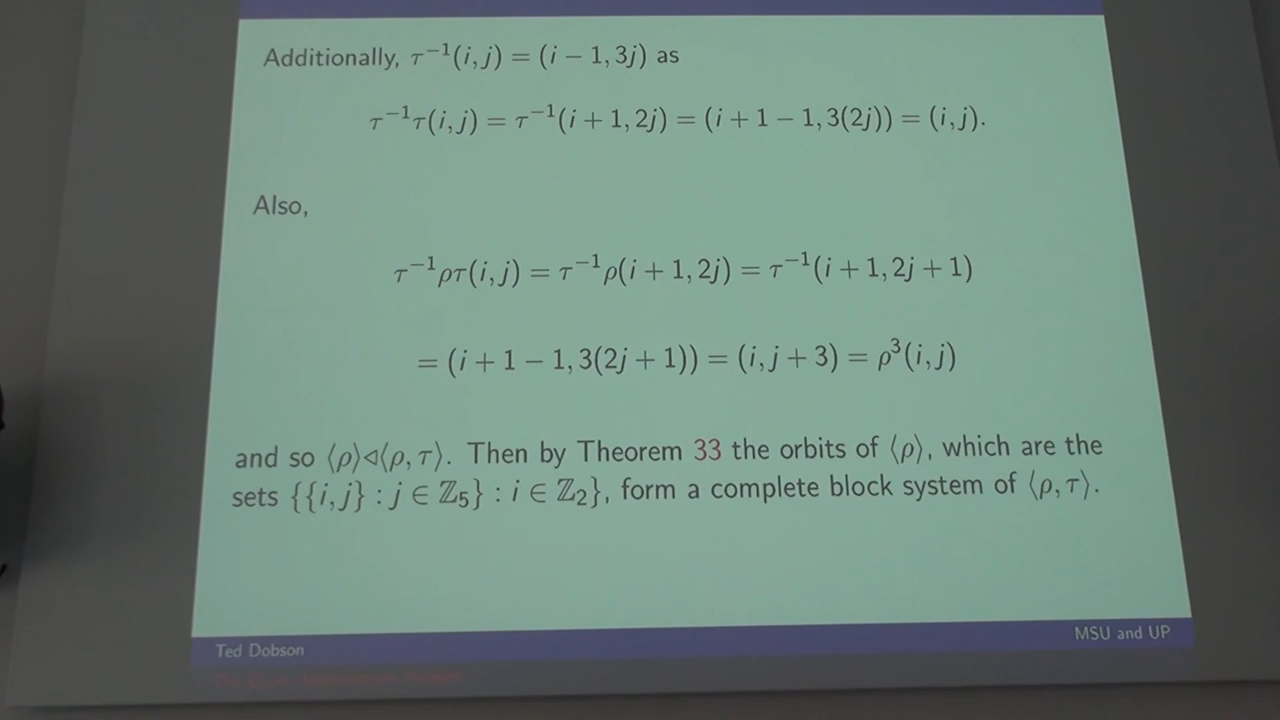 Additionally, τ⁻¹(i, j) = (i − 1, 3j) as
τ⁻¹τ(i, j) = τ⁻¹(i + 1, 2j) = (i + 1 − 1, 3(2j)) = (i, j).
Also,
τ⁻¹ρτ(i, j) = τ⁻¹ρ(i + 1, 2j) = τ⁻¹(i + 1, 2j + 1)
= (i + 1 − 1, 3(2j + 1)) = (i, j + 3) = ρ³(i, j)
and so ⟨ρ⟩◁⟨ρ, τ⟩. Then by Theorem 33 the orbits of ⟨ρ⟩, which are the
sets {{i, j} : j ∈ ℤ₅} : i ∈ ℤ₂}, form a complete block system of ⟨ρ, τ⟩.
Ted Dobson
MSU and UP